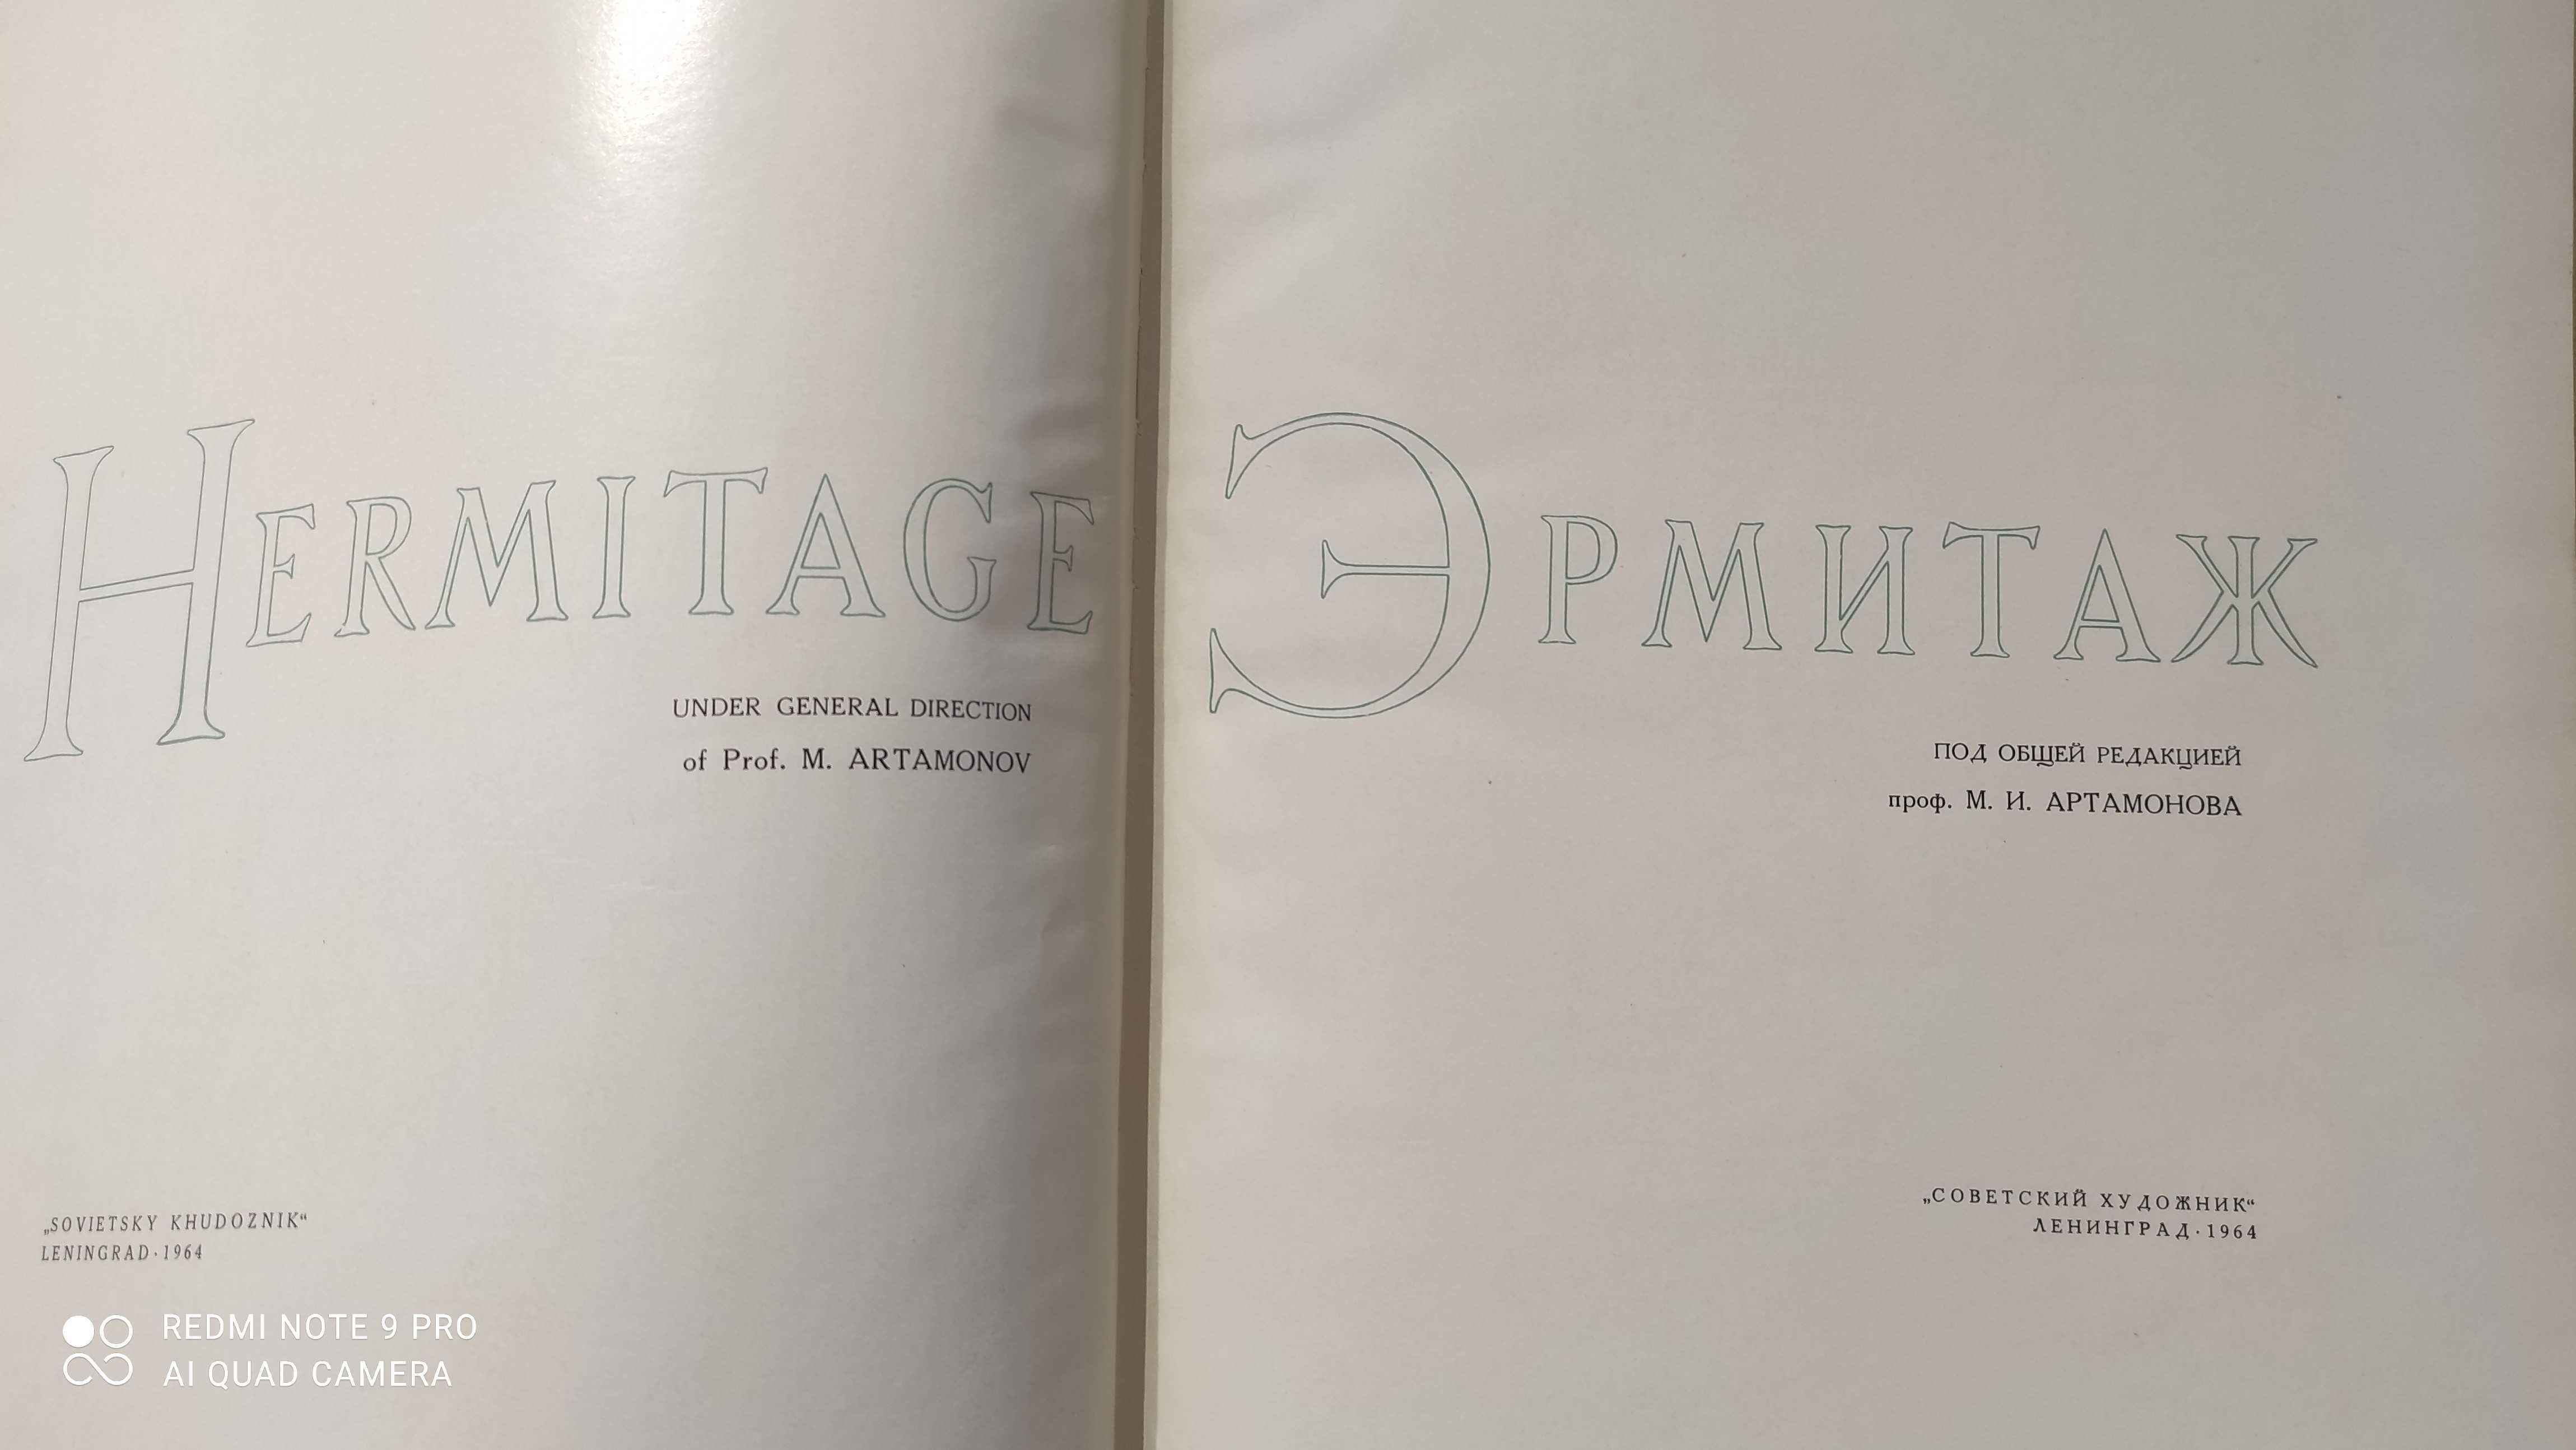 HERMITAGE
UNDER GENERAL DIRECTION
of Prof. M. ARTAMONOV
„SOVIETSKY KHUDOZNIK“
LENINGRAD·1964
REDMI NOTE 9 PRO
AI QUAD CAMERA
ЭРМИТАЖ
ПОД ОБЩЕЙ РЕДАКЦИЕЙ
проф. М. И. АРТАМОНОВА
„СОВЕТСКИЙ ХУДОЖНИК“
ЛЕНИНГРАД·1964